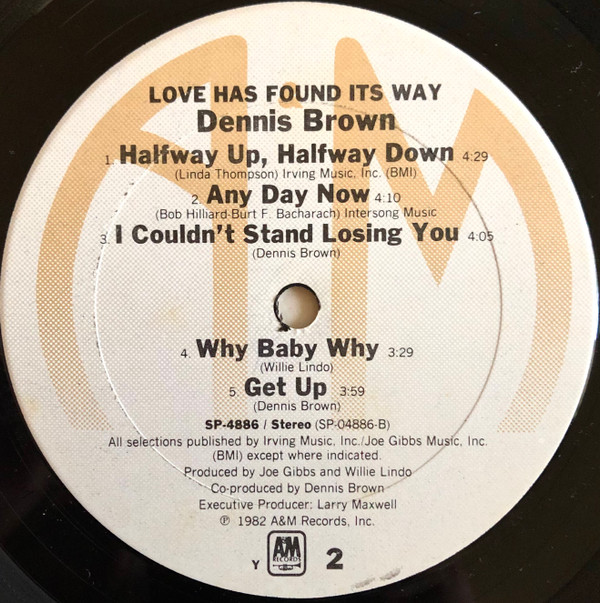 LOVE HAS FOUND ITS WAY
Dennis Brown
1. Halfway Up, Halfway Down 4:29
(Linda Thompson) Irving Music, Inc. (BMI)
2. Any Day Now 4:10
(Bob Hilliard-Burt F. Bacharach) Intersong Music
3. I Couldn't Stand Losing You 4:05
(Dennis Brown)
4. Why Baby Why 3:29
(Willie Lindo)
5. Get Up 3:59
(Dennis Brown)
SP-4886 / Stereo (SP-04886-B)
All selections published by Irving Music, Inc./Joe Gibbs Music, Inc.
(BMI) except where indicated.
Produced by Joe Gibbs and Willie Lindo
Co-produced by Dennis Brown
Executive Producer: Larry Maxwell
℗ 1982 A&M Records, Inc.
Y A&M RECORDS 2